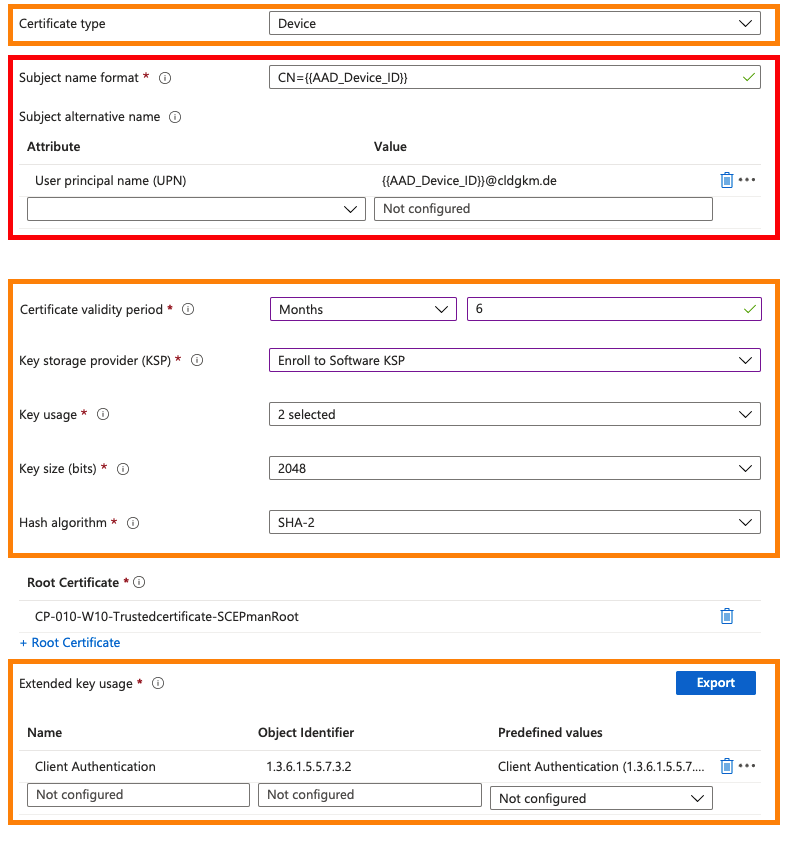 Certificate type Device
Subject name format * CN={{AAD_Device_ID}}
Subject alternative name
Attribute Value
User principal name (UPN) {{AAD_Device_ID}}@cldgkm.de
Not configured
Certificate validity period * Months 6
Key storage provider (KSP) * Enroll to Software KSP
Key usage * 2 selected
Key size (bits) * 2048
Hash algorithm * SHA-2
Root Certificate *
CP-010-W10-Trustedcertificate-SCEPmanRoot
+ Root Certificate
Extended key usage * Export
Name Object Identifier Predefined values
Client Authentication 1.3.6.1.5.5.7.3.2 Client Authentication (1.3.6.1.5.5.7....
Not configured Not configured Not configured